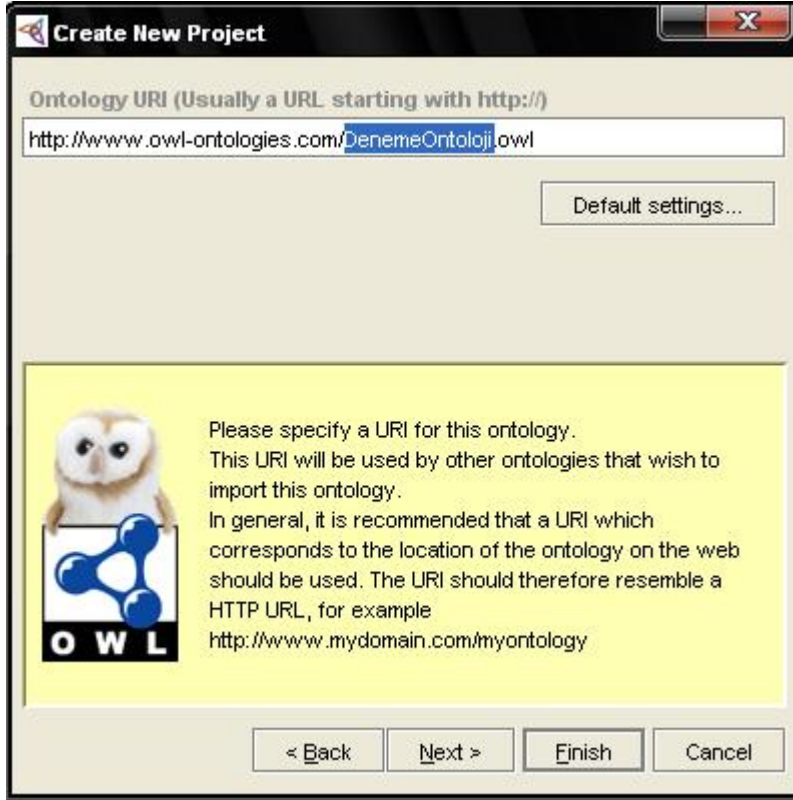 Create New Project
Ontology URI (Usually a URL starting with http://)
http://www.owl-ontologies.com/DenemeOntoloji.owl
Default settings...
Please specify a URI for this ontology.
This URI will be used by other ontologies that wish to
import this ontology.
In general, it is recommended that a URI which
corresponds to the location of the ontology on the web
should be used. The URI should therefore resemble a
HTTP URL, for example
http://www.mydomain.com/myontology
OWL
< Back
Next >
Finish
Cancel